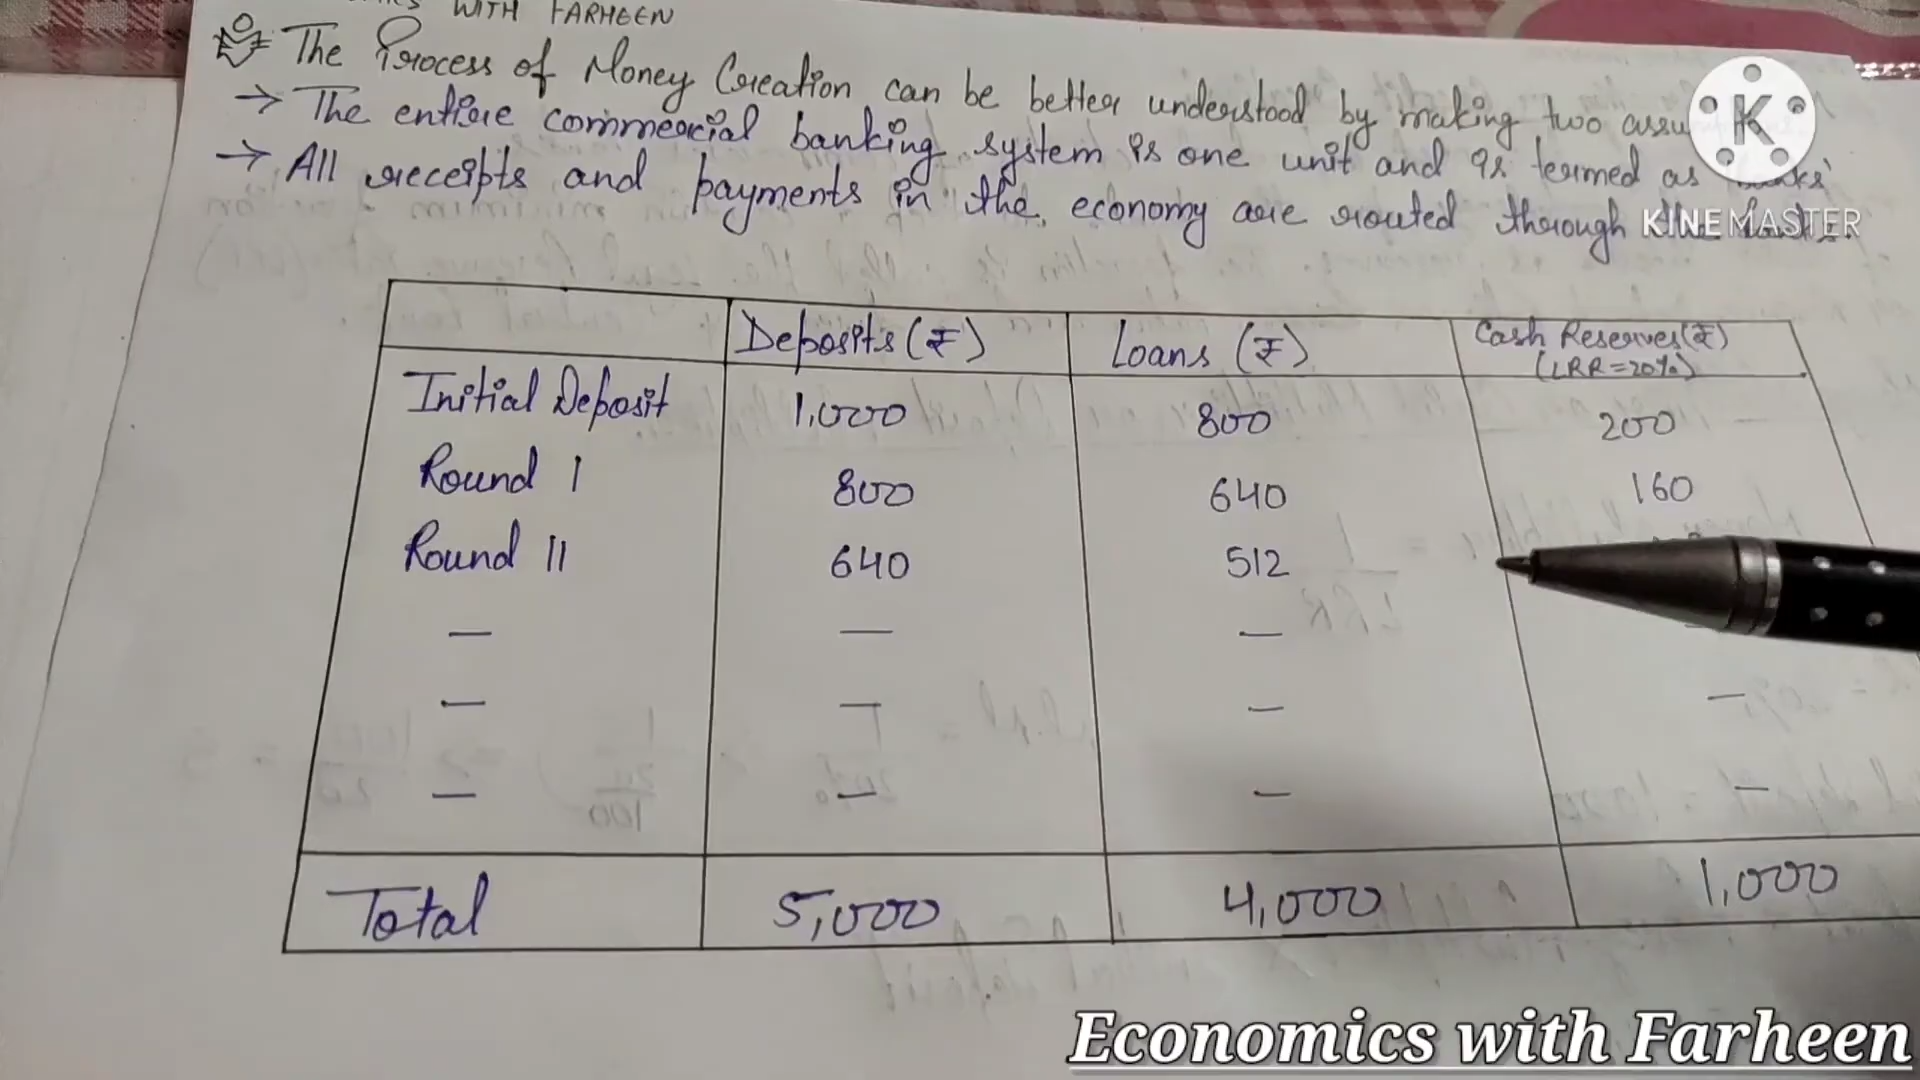 WITH FARHEEN
The Process of Money Creation can be better understood by making two
→ The entire commercial banking system is one unit and is termed as
→ All receipts and payments in the economy are routed through the
K
KINEMASTER
Deposits (₹) Loans (₹) Cash Reserves (₹)
(LRR=20%)
Initial Deposit 1,000 800 200
Round I 800 640 160
Round II 640 512
— — —
— — — —
— — — —
Total 5,000 4,000 1,000
Economics with Farheen